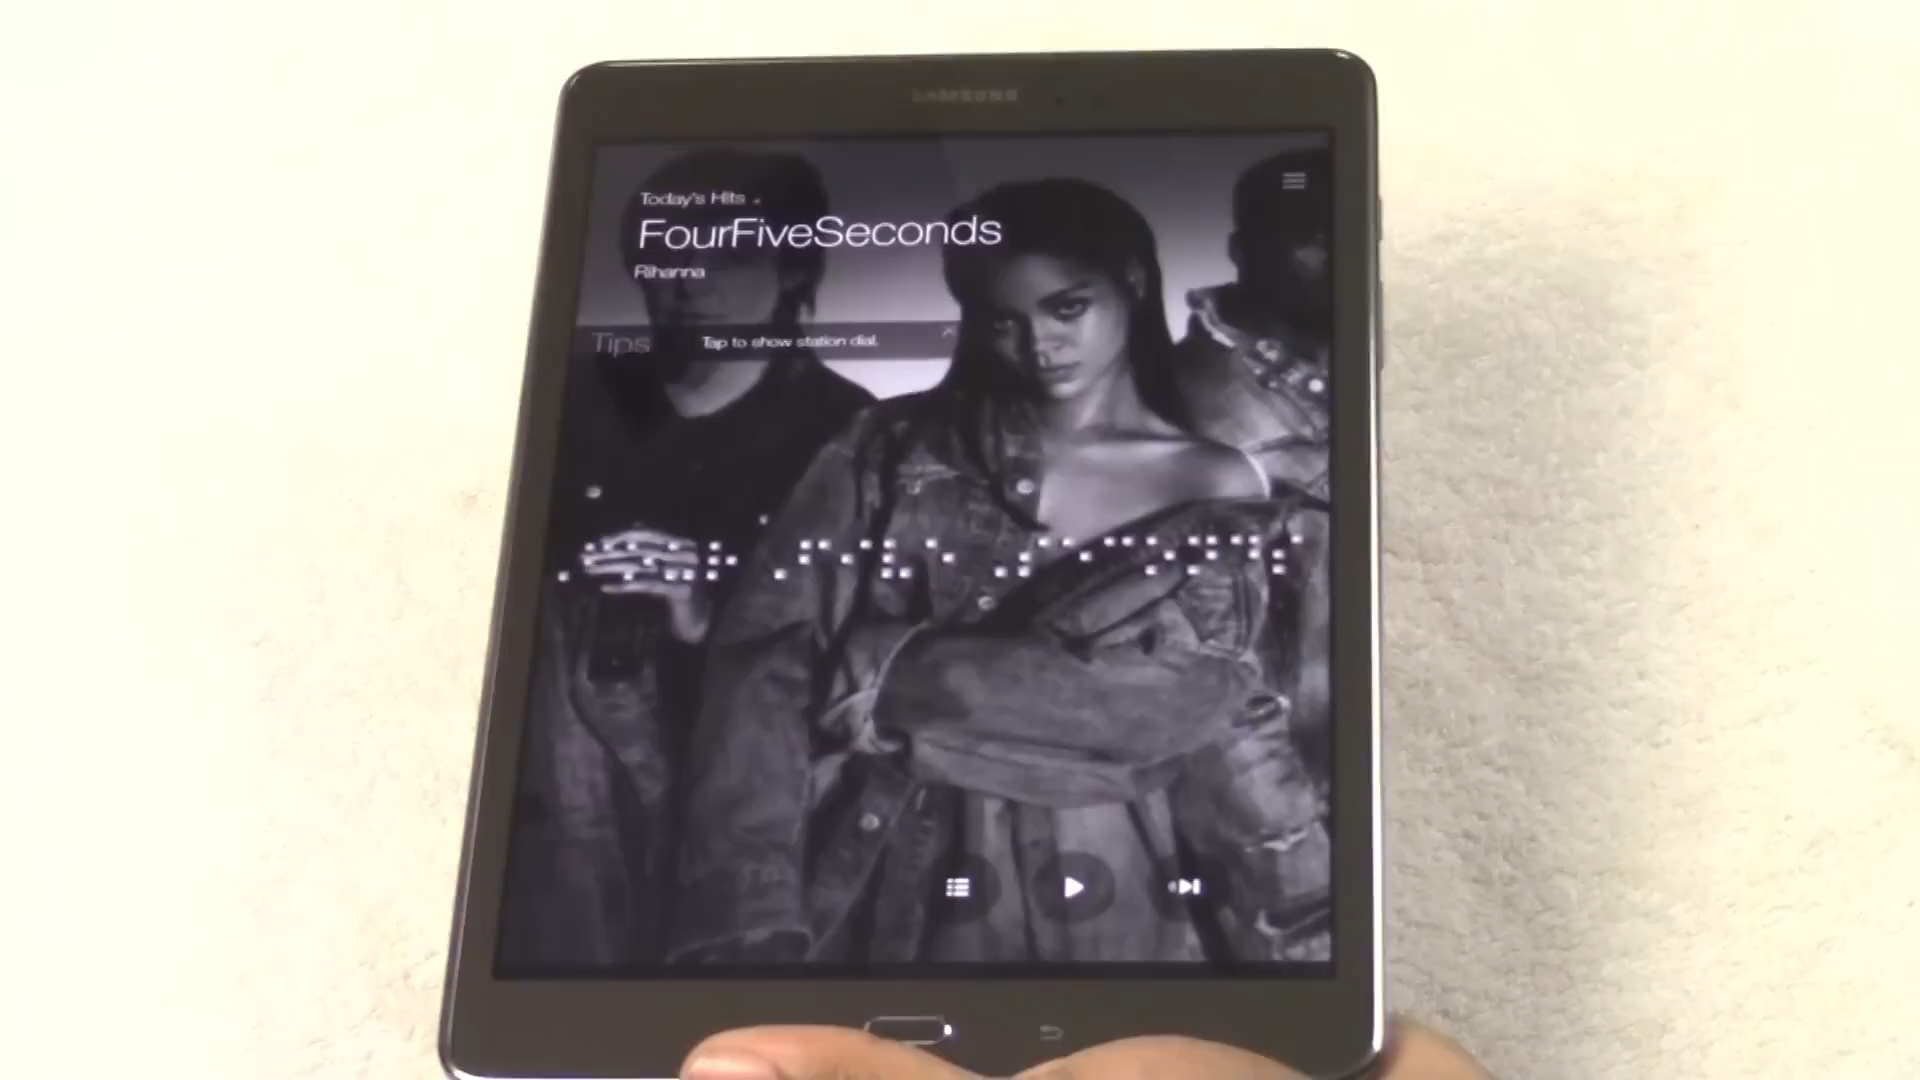 SAMSUNG
Today's Hits
FourFiveSeconds
Rihanna
Tips
Tap to show station dial.